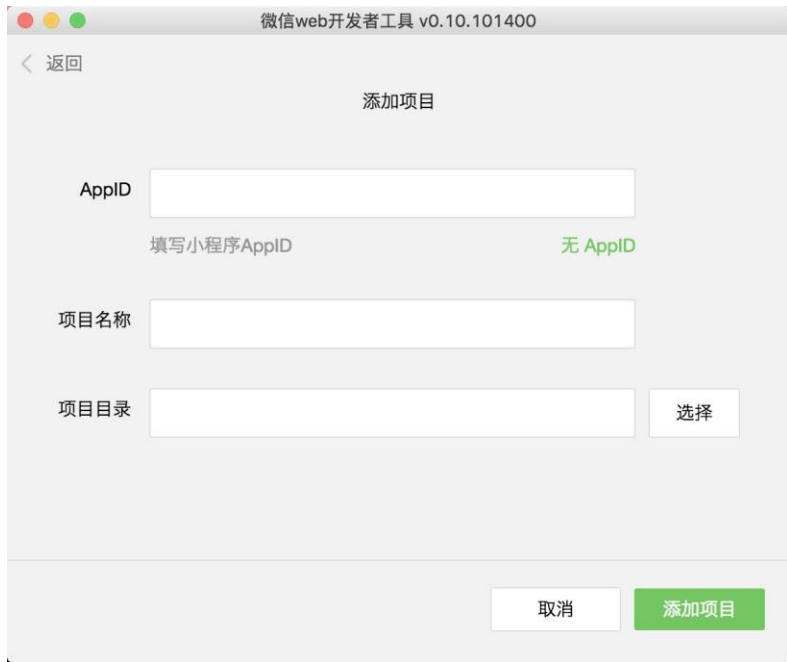 微信web开发者工具 v0.10.101400
返回
添加项目
AppID
填写小程序AppID 无 AppID
项目名称
项目目录 选择
取消 添加项目